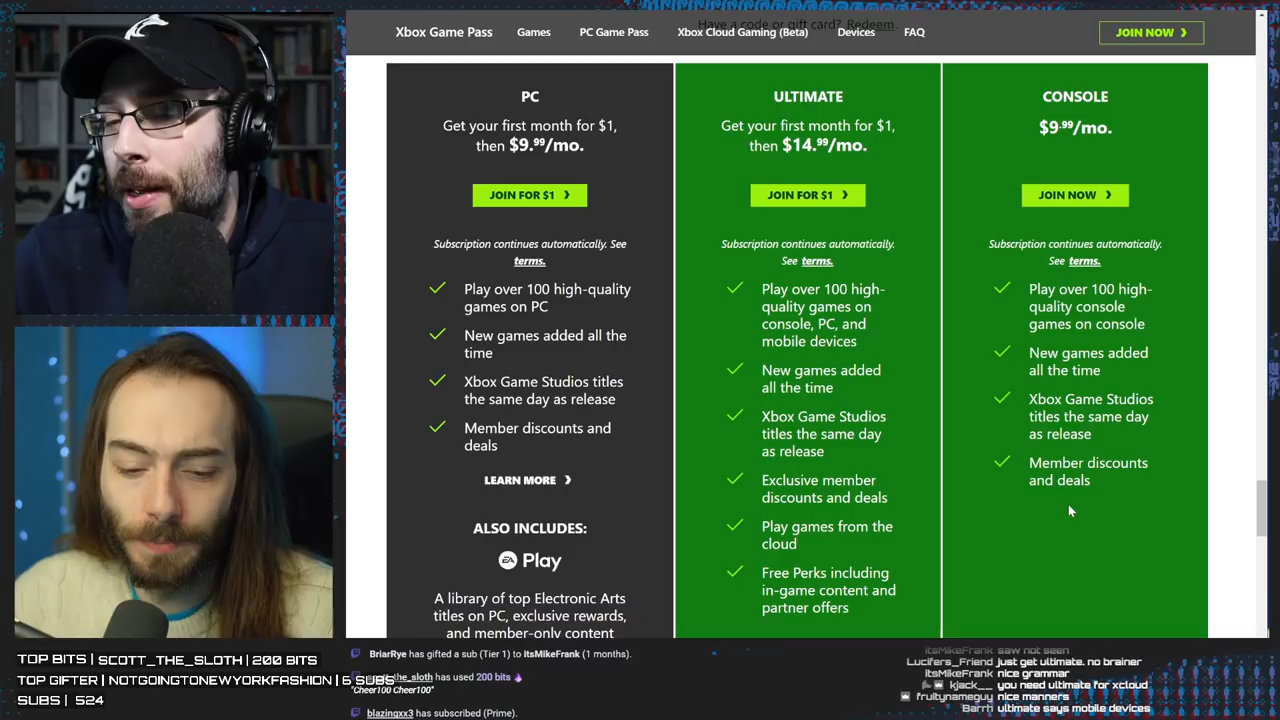 Have a code or gift card? Redeem.
Xbox Game Pass Games PC Game Pass Xbox Cloud Gaming (Beta) Devices FAQ JOIN NOW
PC
Get your first month for $1,
then $9.99/mo.
JOIN FOR $1
Subscription continues automatically. See
terms.
Play over 100 high-quality
games on PC
New games added all the
time
Xbox Game Studios titles
the same day as release
Member discounts and
deals
LEARN MORE
ALSO INCLUDES:
EA Play
A library of top Electronic Arts
titles on PC, exclusive rewards,
and member-only content
ULTIMATE
Get your first month for $1,
then $14.99/mo.
JOIN FOR $1
Subscription continues automatically.
See terms.
Play over 100 high-
quality games on
console, PC, and
mobile devices
New games added
all the time
Xbox Game Studios
titles the same day
as release
Exclusive member
discounts and deals
Play games from the
cloud
Free Perks including
in-game content and
partner offers
CONSOLE
$9.99/mo.
JOIN NOW
Subscription continues automatically.
See terms.
Play over 100 high-
quality console
games on console
New games added
all the time
Xbox Game Studios
titles the same day
as release
Member discounts
and deals
TOP BITS | SCOTT_THE_SLOTH | 200 BITS
TOP GIFTER | NOTGOINGTONEWYORKFASHION | 6 SUBS
SUBS | 524
BriarRye has gifted a sub (Tier 1) to itsMikeFrank (1 months).
the_sloth has used 200 bits
"Cheer100 Cheer100"
blazingxx3 has subscribed (Prime).
itsMikeFrank saw not seen
Lucifers_Friend just get ultimate. no brainer
itsMikeFrank nice grammar
kjack__ you need ultimate for xcloud
fruitynameguy nice manners
Barrh ultimate says mobile devices